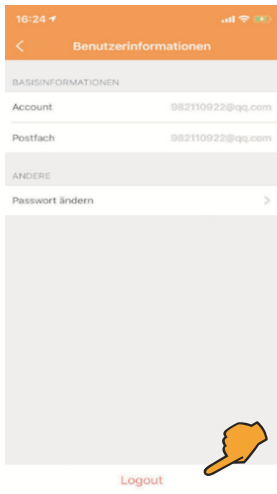 16:24
Benutzerinformationen
BASISINFORMATIONEN
Account 982110922@qq.com
Postfach 982110922@qq.com
ANDERE
Passwort ändern
Logout